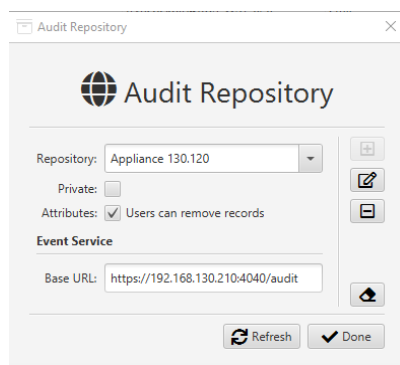 Audit Repository
Audit Repository
Repository: Appliance 130.120
Private:
Attributes: Users can remove records
Event Service
Base URL: https://192.168.130.210:4040/audit
Refresh Done